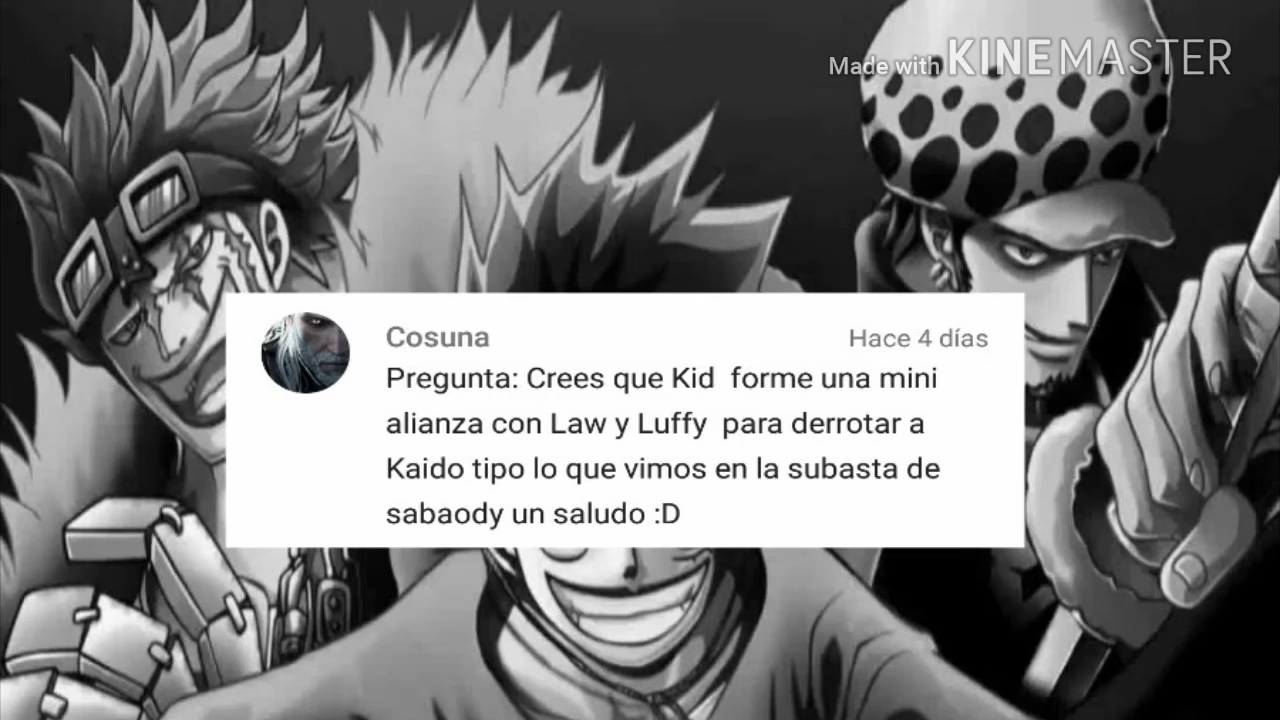 Made with KINEMASTER
Cosuna
Hace 4 días
Pregunta: Crees que Kid forme una mini
alianza con Law y Luffy para derrotar a
Kaido tipo lo que vimos en la subasta de
sabaody un saludo :D